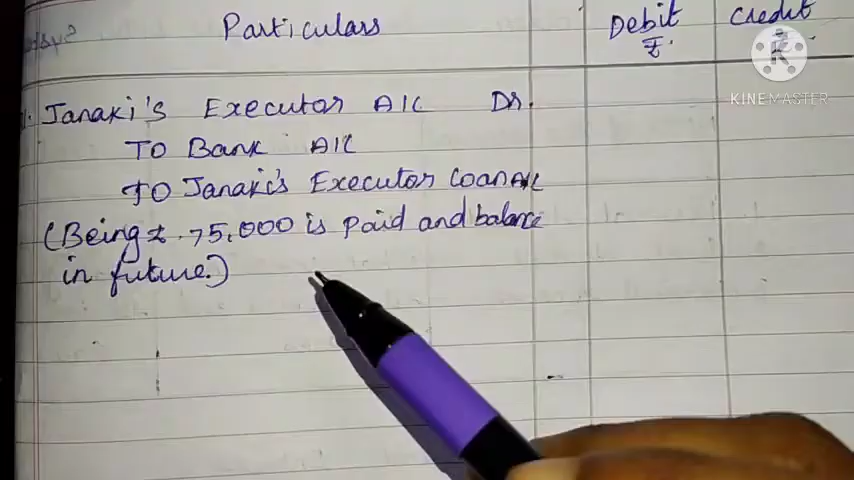 Particulars Debit ₹. Credit ₹.
1. Janaki's Executor A/C Dr.
TO Bank A/C
TO Janaki's Executor Loan A/C
(Being ₹. 75,000 is paid and balance
in future.)
K
KINEMASTER